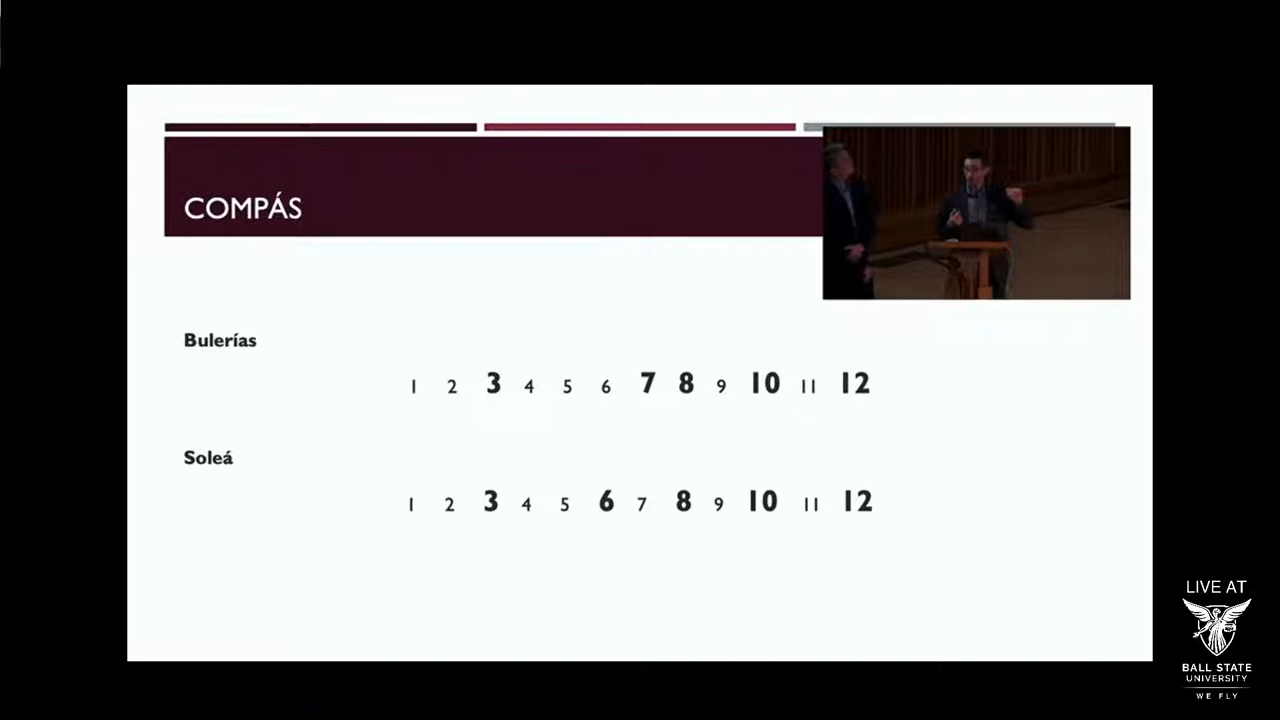 COMPÁS
Bulerías
1 2 3 4 5 6 7 8 9 10 11 12
Soleá
1 2 3 4 5 6 7 8 9 10 11 12
LIVE AT
BALL STATE
UNIVERSITY
WE FLY